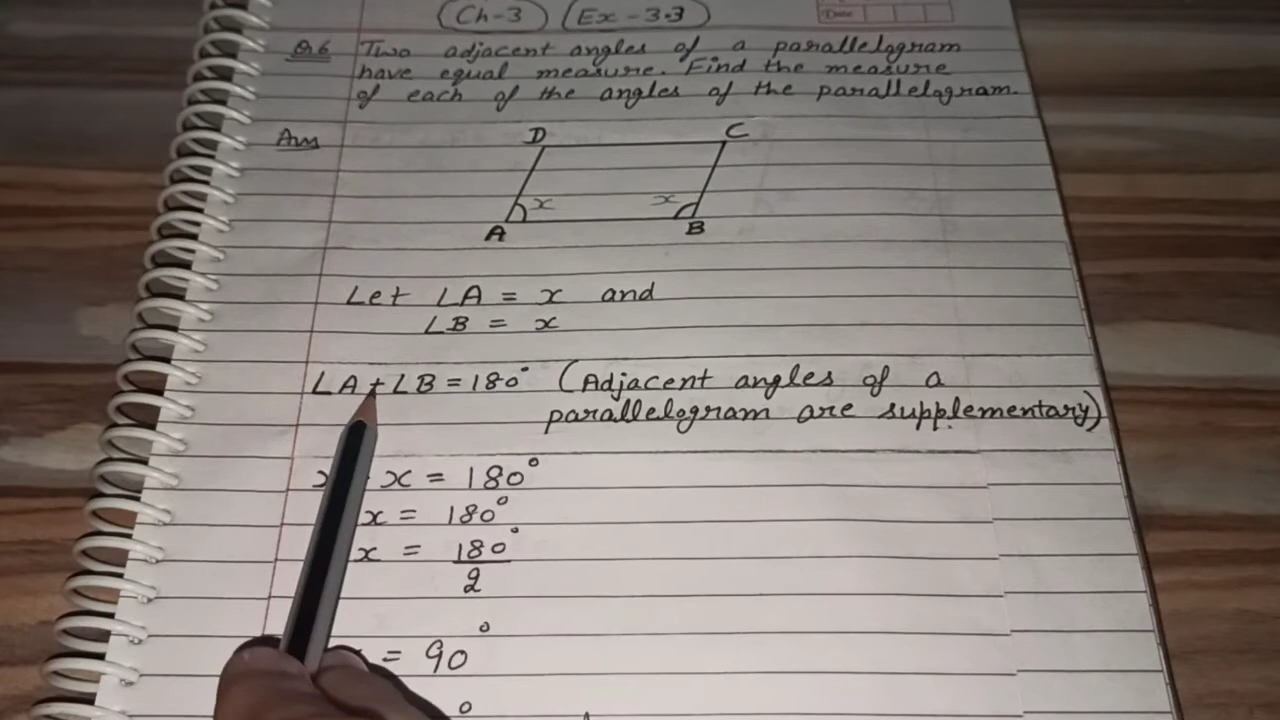 Ch-3 Ex-3.3
Date
Q.6 Two adjacent angles of a parallelogram
have equal measure. Find the measure
of each of the angles of the parallelogram.
Ans
D C
x x
A B
Let ∠A = x and
∠B = x
∠A + ∠B = 180° (Adjacent angles of a
parallelogram are supplementary)
x x = 180°
x = 180°
x = 180°
2
= 90°